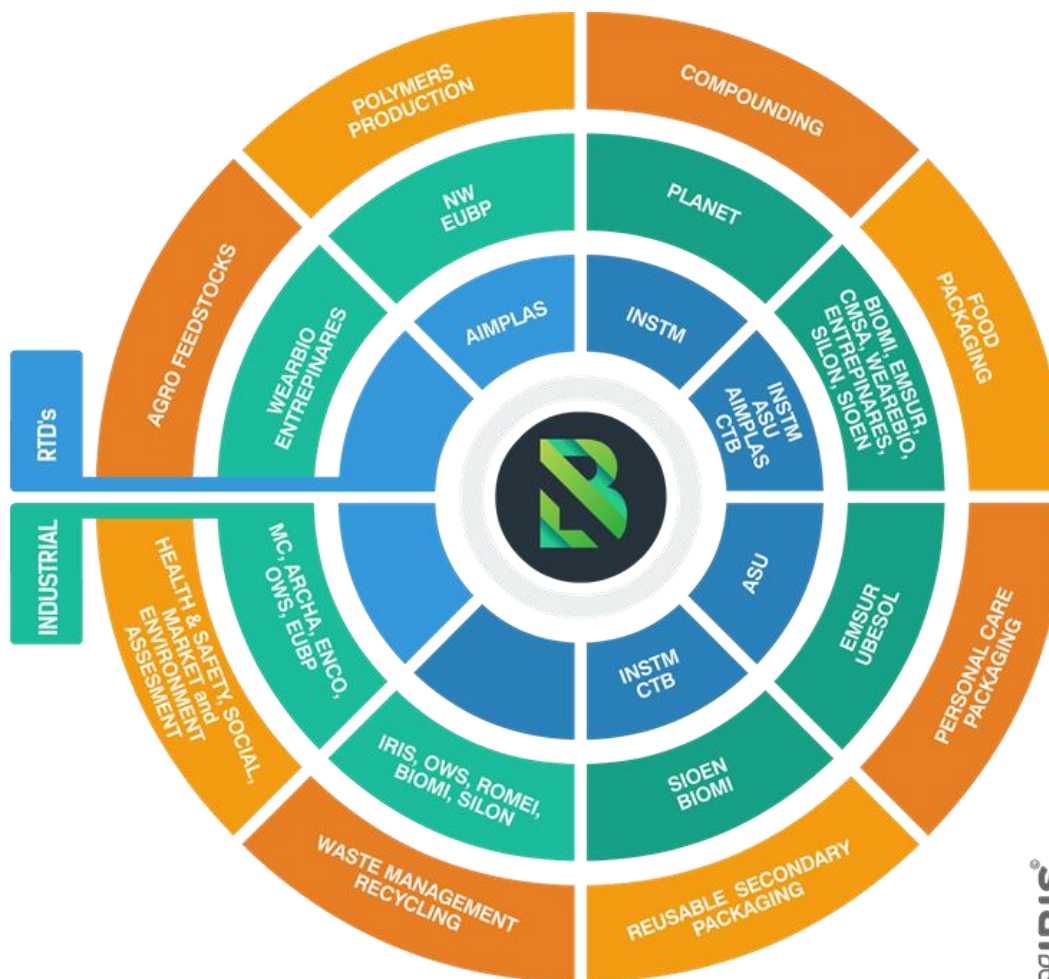 POLYMERS
PRODUCTION
COMPOUNDING
AGRO FEEDSTOCKS
FOOD
PACKAGING
NW
EUBP
PLANET
WEARBIO
ENTREPINARES
BIOMI, EMSUR,
CMSA, WEAREBIO,
ENTREPINARES,
SILON, SIOEN
AIMPLAS
INSTM
INSTM
ASU
AIMPLAS
CTB
RTD's
INDUSTRIAL
HEALTH & SAFETY, SOCIAL,
MARKET and
ENVIRONMENT
ASSESMENT
MC, ARCHA, ENCO,
OWS, EUBP
ASU
EMSUR
UBESOL
PERSONAL CARE
PACKAGING
INSTM
CTB
IRIS, OWS, ROMEI,
BIOMI, SILON
SIOEN
BIOMI
WASTE MANAGEMENT
RECYCLING
REUSABLE SECONDARY
PACKAGING
IRIS